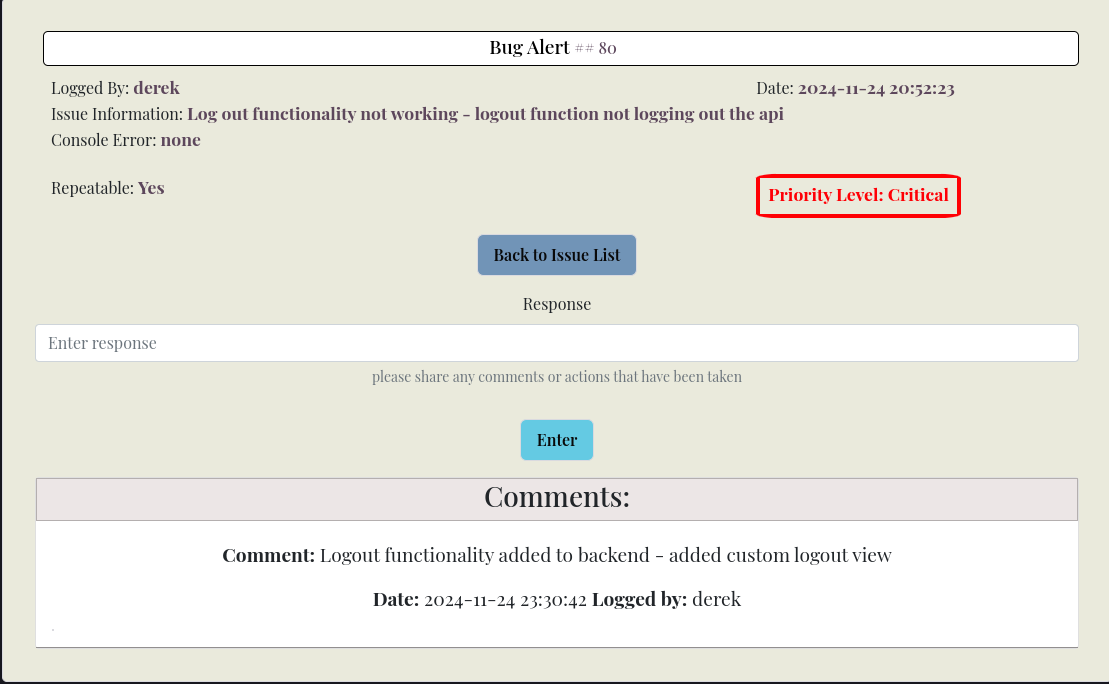 Bug Alert ## 80
Logged By: derek Date: 2024-11-24 20:52:23
Issue Information: Log out functionality not working - logout function not logging out the api
Console Error: none
Repeatable: Yes
Priority Level: Critical
Back to Issue List
Response
Enter response
please share any comments or actions that have been taken
Enter
Comments:
Comment: Logout functionality added to backend - added custom logout view
Date: 2024-11-24 23:30:42 Logged by: derek